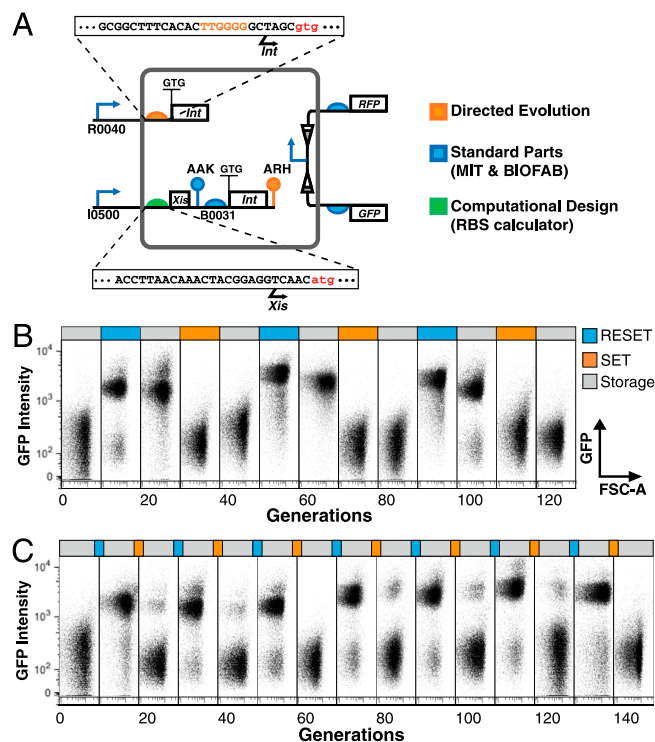 A
···GCGGCTTTCACACTTGGGGGCTAGCgtg···
Int
GTG
Int
R0040
RFP
AAK
GTG
ARH
Xis
Int
I0500
B0031
GFP
···ACCTTAACAAACTACGGAGGTCAACatg···
Xis
Directed Evolution
Standard Parts
(MIT & BIOFAB)
Computational Design
(RBS calculator)
B
RESET
SET
Storage
GFP Intensity
10⁴
10³
10²
0
GFP
FSC-A
0 20 40 60 80 100 120
Generations
C
GFP Intensity
10⁴
10³
10²
0
0 20 40 60 80 100 120 140
Generations